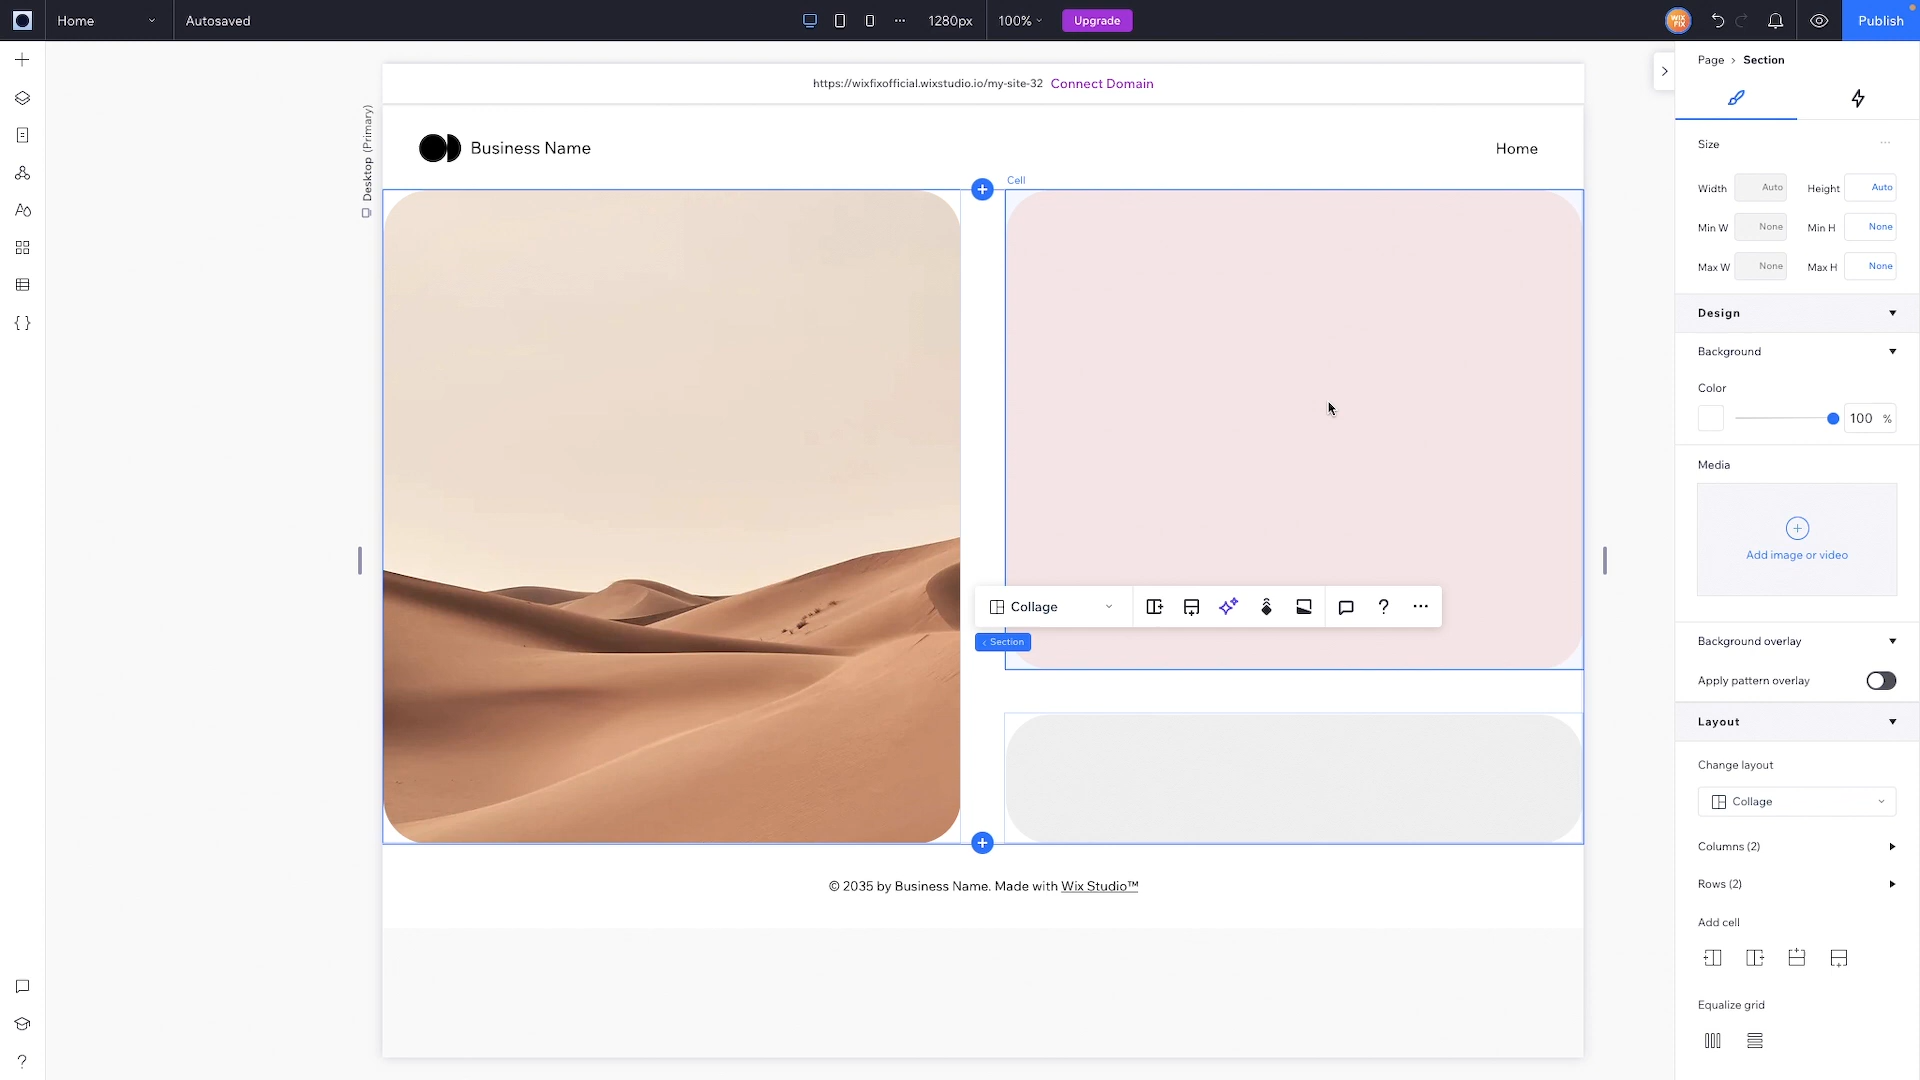 Home
Autosaved
1280px
100%
Upgrade
WIX
FIX
Publish
https://wixfixofficial.wixstudio.io/my-site-32 Connect Domain
Desktop (Primary)
Business Name
Home
Cell
Collage
Section
© 2035 by Business Name. Made with Wix Studio™
Page > Section
Size
Width Auto Height Auto
Min W None Min H None
Max W None Max H None
Design
Background
Color
100 %
Media
Add image or video
Background overlay
Apply pattern overlay
Layout
Change layout
Collage
Columns (2)
Rows (2)
Add cell
Equalize grid